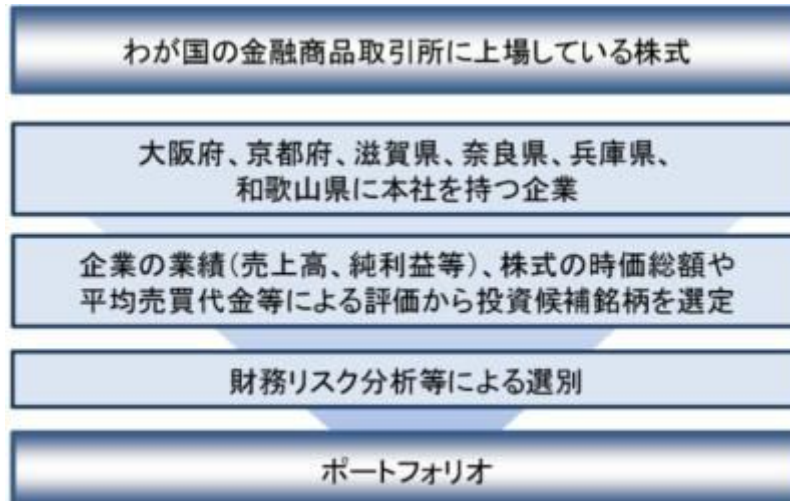 わが国の金融商品取引所に上場している株式
大阪府、京都府、滋賀県、奈良県、兵庫県、
和歌山県に本社を持つ企業
企業の業績(売上高、純利益等)、株式の時価総額や
平均売買代金等による評価から投資候補銘柄を選定
財務リスク分析等による選別
ポートフォリオ